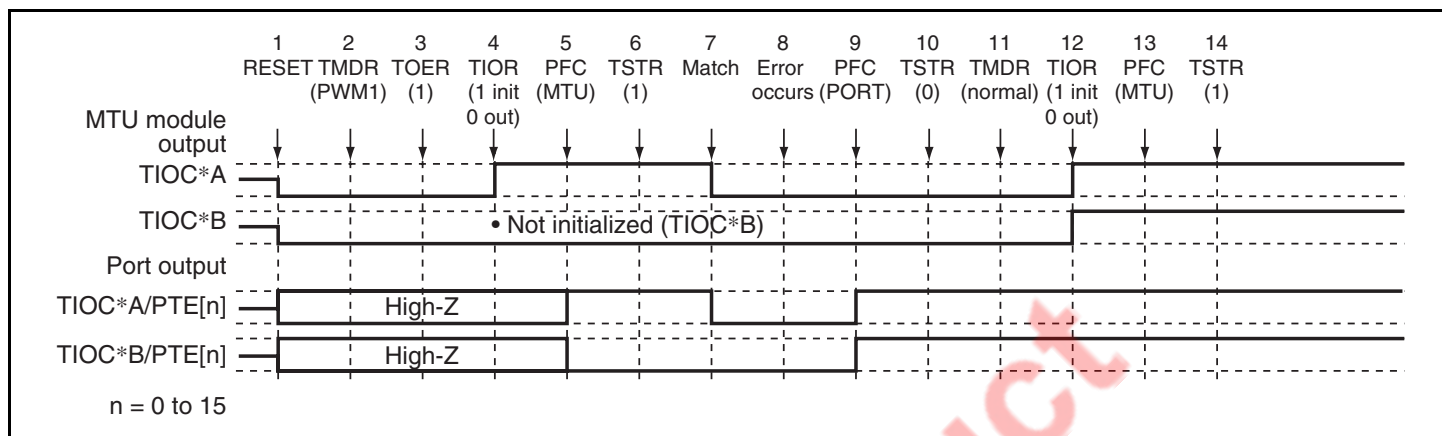 1 2 3 4 5 6 7 8 9 10 11 12 13 14
RESET TMDR TOER TIOR PFC TSTR Match Error PFC TSTR TMDR TIOR PFC TSTR
(PWM1) (1) (1 init (MTU) (1) occurs (PORT) (0) (normal) (1 init (MTU) (1)
0 out) 0 out)
MTU module
output
TIOC*A
TIOC*B
• Not initialized (TIOC*B)
Port output
TIOC*A/PTE[n]
High-Z
TIOC*B/PTE[n]
High-Z
n = 0 to 15